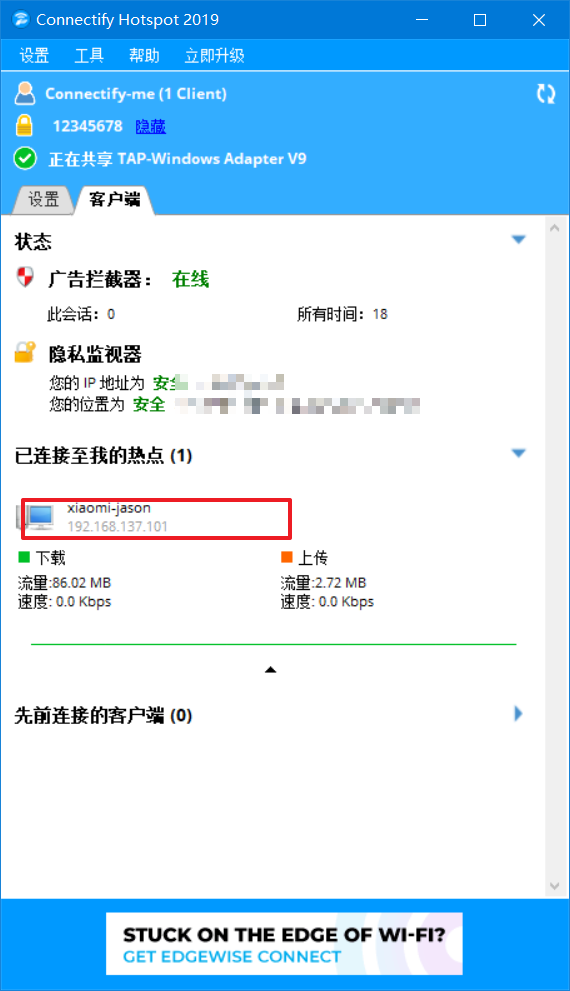 Connectify Hotspot 2019
设置 工具 帮助 立即升级
Connectify-me (1 Client)
12345678 隐藏
正在共享 TAP-Windows Adapter V9
设置 客户端
状态
广告拦截器： 在线
此会话：0 所有时间：18
隐私监视器
您的 IP 地址为 安全
您的位置为 安全
已连接至我的热点 (1)
xiaomi-jason
192.168.137.101
下载 上传
流量:86.02 MB 流量:2.72 MB
速度: 0.0 Kbps 速度: 0.0 Kbps
先前连接的客户端 (0)
STUCK ON THE EDGE OF WI-FI?
GET EDGEWISE CONNECT